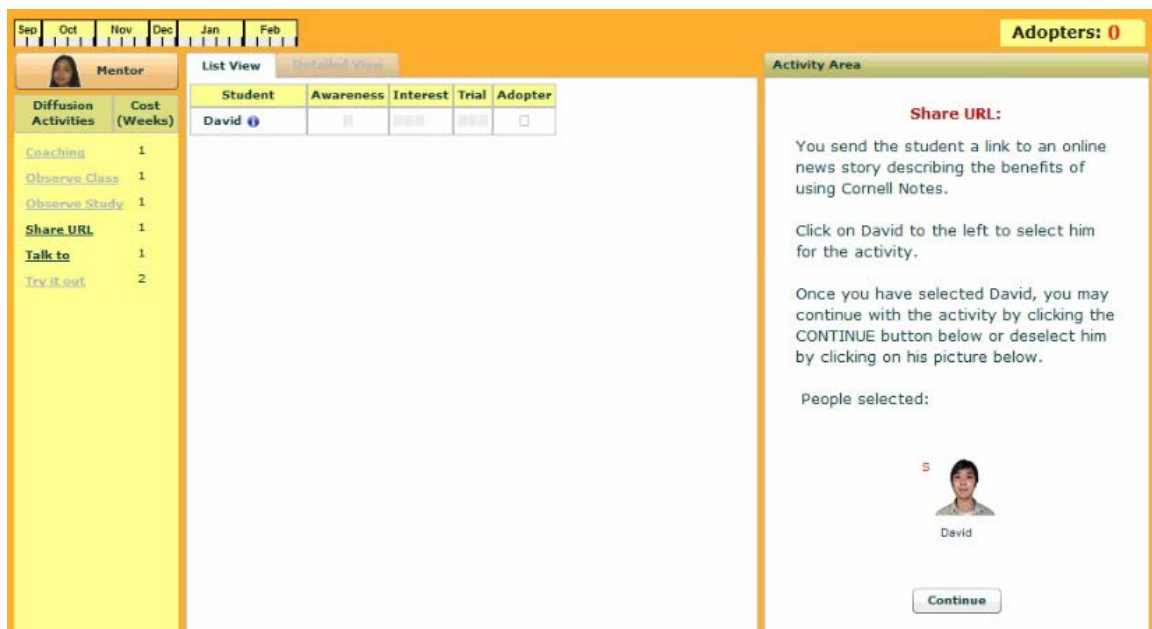 Sep Oct Nov Dec Jan Feb
Adopters: 0
Mentor
List View Detailed View
Activity Area
Diffusion Activities Cost (Weeks)
Student Awareness Interest Trial Adopter
David i
Coaching 1
Observe Class 1
Observe Study 1
Share URL 1
Talk to 1
Try it out 2
Share URL:
You send the student a link to an online
news story describing the benefits of
using Cornell Notes.
Click on David to the left to select him
for the activity.
Once you have selected David, you may
continue with the activity by clicking the
CONTINUE button below or deselect him
by clicking on his picture below.
People selected:
S
David
Continue